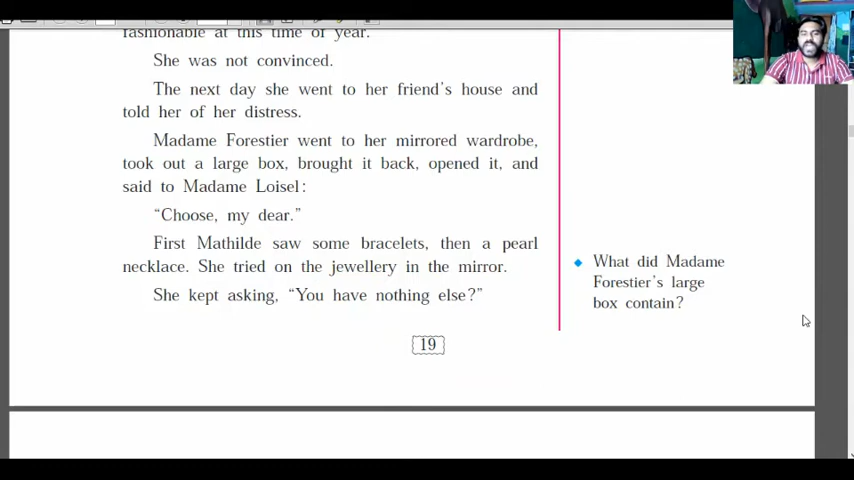 fashionable at this time of year.
She was not convinced.
The next day she went to her friend's house and
told her of her distress.
Madame Forestier went to her mirrored wardrobe,
took out a large box, brought it back, opened it, and
said to Madame Loisel:
“Choose, my dear.”
First Mathilde saw some bracelets, then a pearl
necklace. She tried on the jewellery in the mirror.
She kept asking, “You have nothing else?”
What did Madame
Forestier's large
box contain?
19